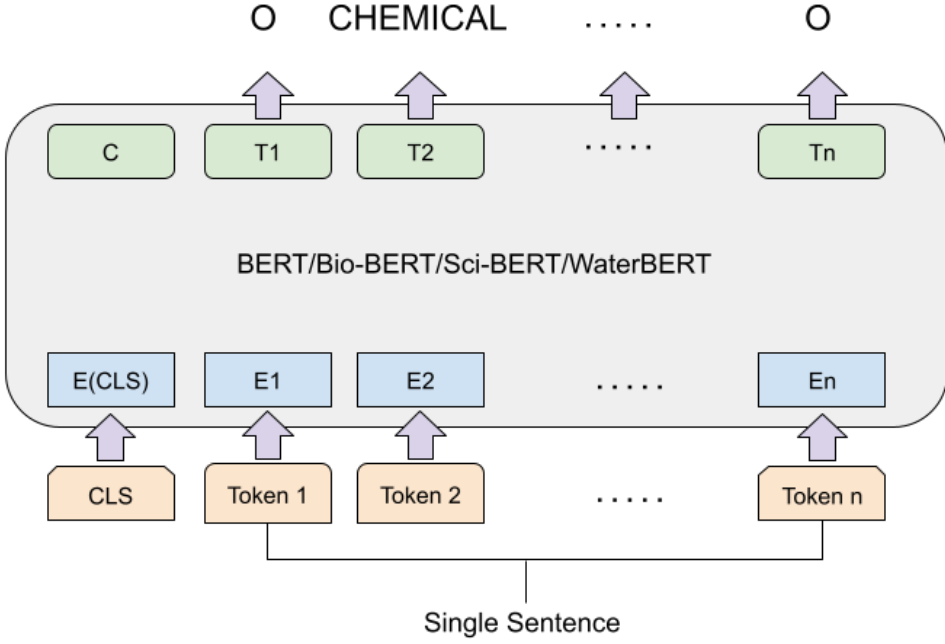 O CHEMICAL ..... O
C T1 T2 ..... Tn
BERT/Bio-BERT/Sci-BERT/WaterBERT
E(CLS) E1 E2 ..... En
CLS Token 1 Token 2 ..... Token n
Single Sentence